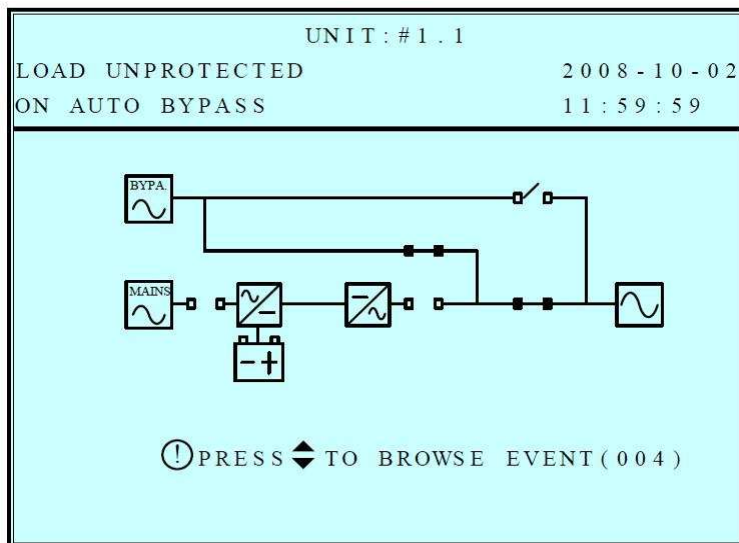 UNIT:#1.1
LOAD UNPROTECTED 2008-10-02
ON AUTO BYPASS 11:59:59
BYPA.
MAINS
PRESS TO BROWSE EVENT(004)